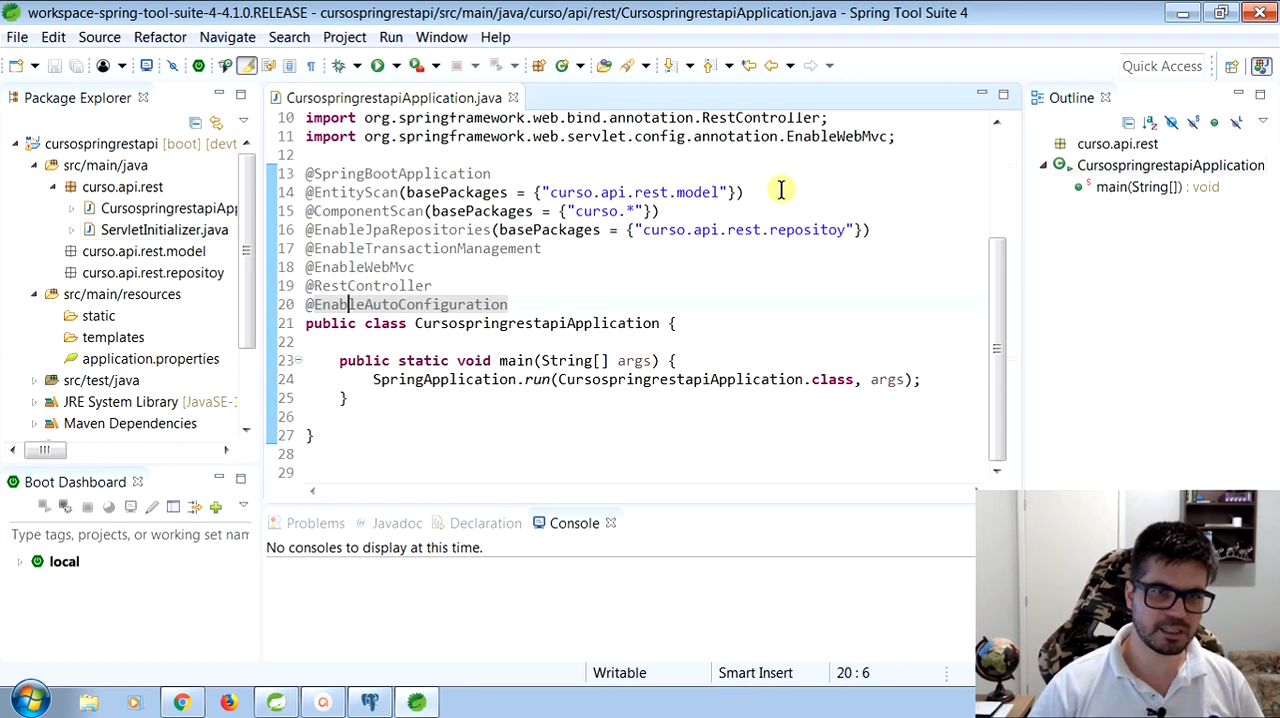 workspace-spring-tool-suite-4-4.1.0.RELEASE - cursospringrestapi/src/main/java/curso/api/rest/CursospringrestapiApplication.java - Spring Tool Suite 4
File Edit Source Refactor Navigate Search Project Run Window Help
Quick Access
Package Explorer
cursospringrestapi [boot] [devt
src/main/java
curso.api.rest
CursospringrestapiApp
ServletInitializer.java
curso.api.rest.model
curso.api.rest.repositoy
src/main/resources
static
templates
application.properties
src/test/java
JRE System Library [JavaSE-1
Maven Dependencies
Boot Dashboard
Type tags, projects, or working set nam
local
CursospringrestapiApplication.java
10 import org.springframework.web.bind.annotation.RestController;
11 import org.springframework.web.servlet.config.annotation.EnableWebMvc;
12
13 @SpringBootApplication
14 @EntityScan(basePackages = {"curso.api.rest.model"})
15 @ComponentScan(basePackages = {"curso.*"})
16 @EnableJpaRepositories(basePackages = {"curso.api.rest.repositoy"})
17 @EnableTransactionManagement
18 @EnableWebMvc
19 @RestController
20 @EnableAutoConfiguration
21 public class CursospringrestapiApplication {
22
23 public static void main(String[] args) {
24 SpringApplication.run(CursospringrestapiApplication.class, args);
25 }
26
27 }
28
29
Problems Javadoc Declaration Console
No consoles to display at this time.
Outline
curso.api.rest
CursospringrestapiApplication
main(String[]) : void
Writable Smart Insert 20 : 6